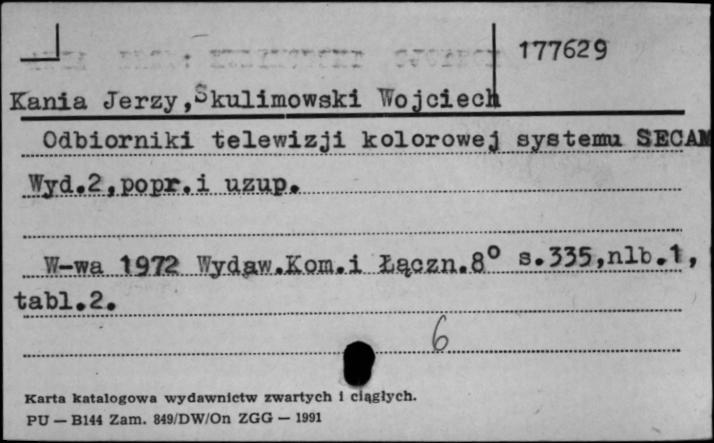 177629
Kania Jerzy,Skulimowski Wojciech
Odbiorniki telewizji kolorowej systemu SECAM
Wyd.2,popr.i uzup.
W-wa 1972 Wydaw.Kom.i Łączn.8° s.335,nlb.1,
tabl.2.
6
Karta katalogowa wydawnictw zwartych i ciągłych.
PU — B144 Zam. 849/DW/On ZGG — 1991